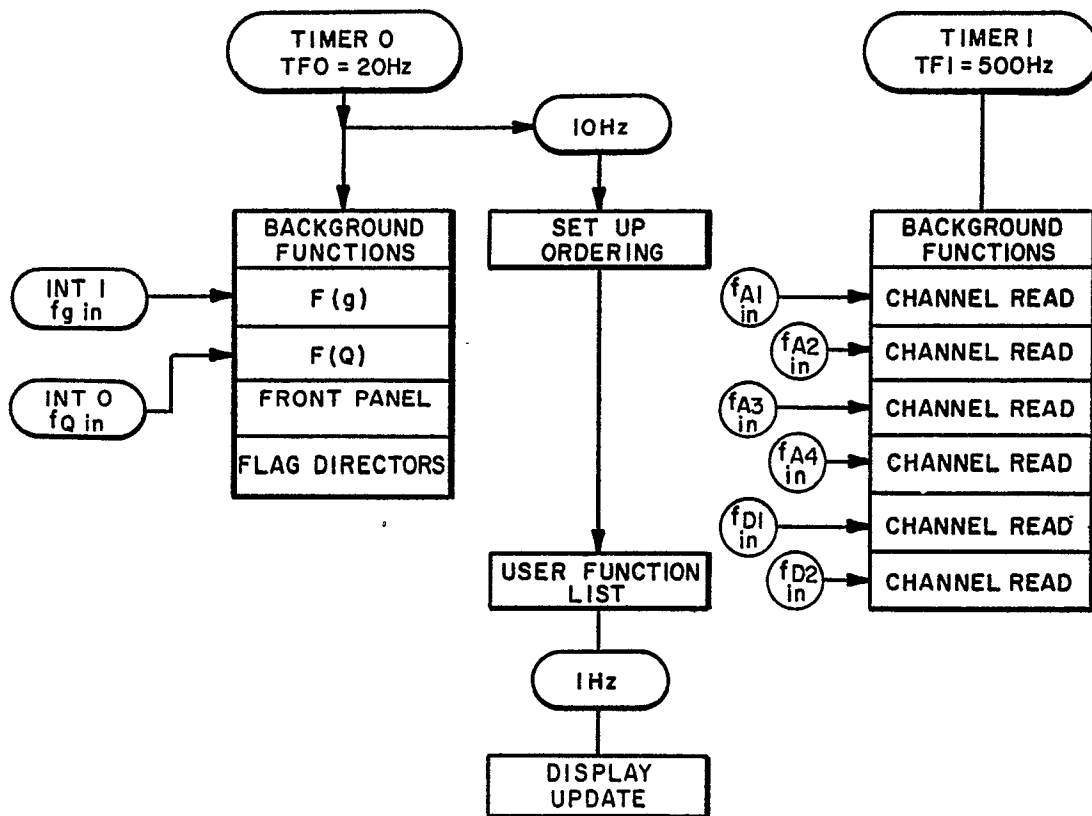 TIMER 0
TF0 = 20Hz
10Hz
BACKGROUND
FUNCTIONS
F(g)
F(Q)
FRONT PANEL
FLAG DIRECTORS
INT 1
fg in
INT 0
fQ in
SET UP
ORDERING
USER FUNCTION
LIST
1Hz
DISPLAY
UPDATE
TIMER 1
TF1 = 500Hz
BACKGROUND
FUNCTIONS
fA1
in
CHANNEL READ
fA2
in
CHANNEL READ
fA3
in
CHANNEL READ
fA4
in
CHANNEL READ
fD1
in
CHANNEL READ
fD2
in
CHANNEL READ